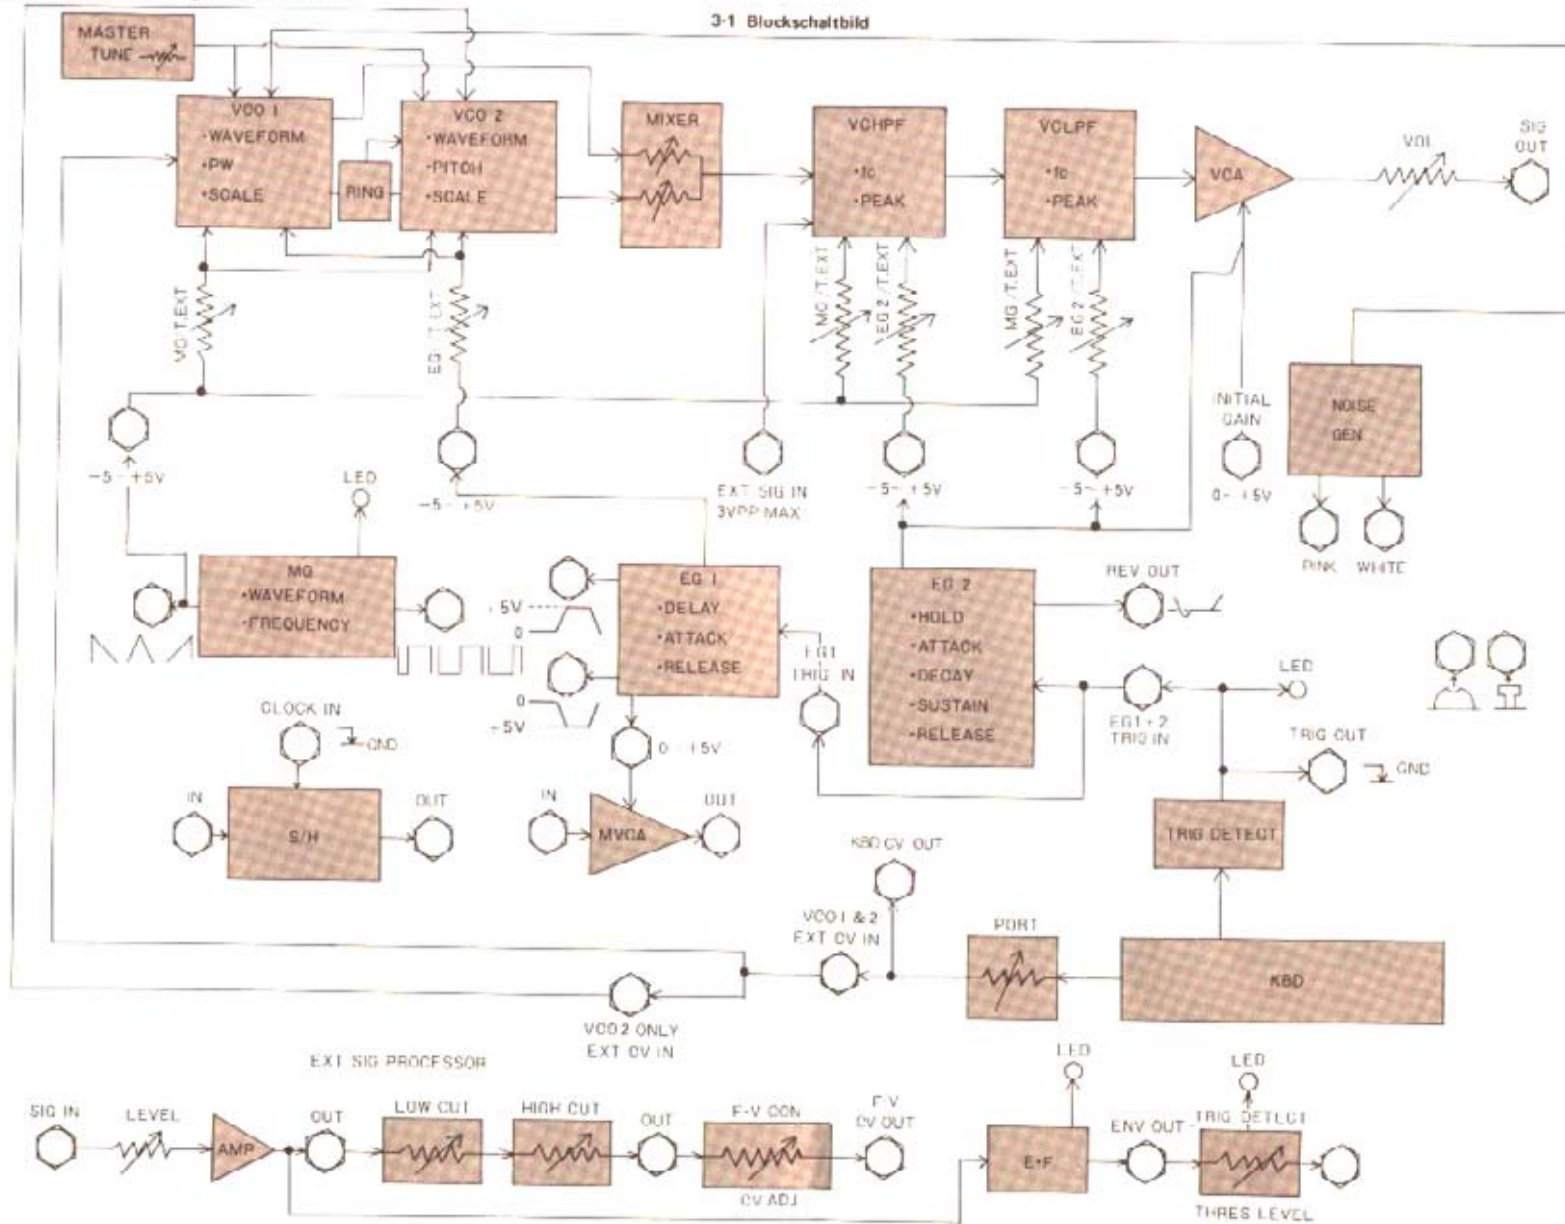 3-1 Blockschaltbild
MASTER
TUNE
VCO 1
•WAVEFORM
•PW
•SCALE
RING
VCO 2
•WAVEFORM
•PITCH
•SCALE
MIXER
VCHPF
•fc
•PEAK
VCLPF
•fc
•PEAK
VCA
VOL
SIG
OUT
MG/T.EXT
EG1/T.EXT
MG/T.EXT
EG 2/T.EXT
MG/T.EXT
EG 2/T.EXT
-5~+5V
-5~+5V
EXT SIG IN
3VPP MAX
-5~+5V
-5~+5V
INITIAL
GAIN
0~+5V
NOISE
GEN
PINK
WHITE
LED
MG
•WAVEFORM
•FREQUENCY
+5V
0
0
-5V
EG 1
•DELAY
•ATTACK
•RELEASE
EG1
TRIG IN
EG 2
•HOLD
•ATTACK
•DECAY
•SUSTAIN
•RELEASE
REV OUT
EG1+2
TRIG IN
LED
TRIG OUT
GND
CLOCK IN
GND
IN
S/H
OUT
0~+5V
IN
MVCA
OUT
TRIG DETECT
KBD CV OUT
VCO1 & 2
EXT CV IN
PORT
KBD
VCO2 ONLY
EXT CV IN
EXT SIG PROCESSOR
SIG IN
LEVEL
AMP
OUT
LOW CUT
HIGH CUT
OUT
F-V CON
CV ADJ
F-V
CV OUT
LED
E•F
ENV OUT
LED
TRIG DETECT
THRES LEVEL